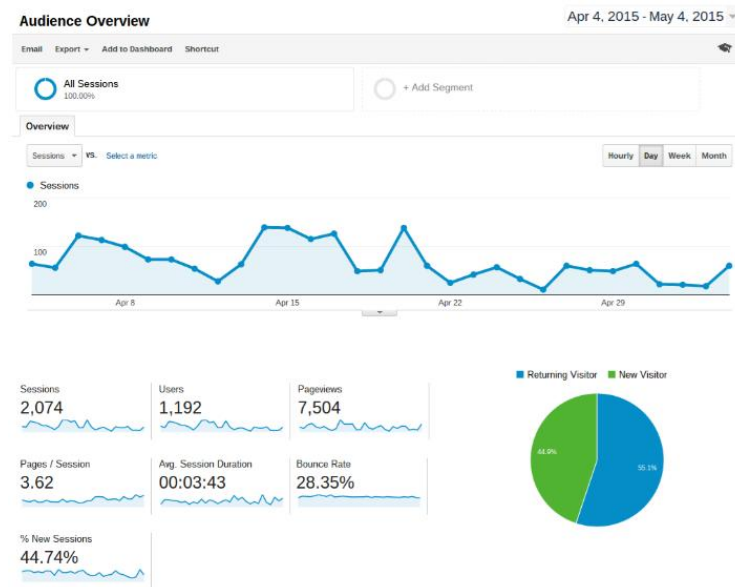 Audience Overview
Apr 4, 2015 - May 4, 2015
Email Export Add to Dashboard Shortcut
All Sessions
100.00%
+ Add Segment
Overview
Sessions VS. Select a metric
Hourly Day Week Month
Sessions
200
100
Apr 8 Apr 15 Apr 22 Apr 29
Returning Visitor New Visitor
Sessions Users Pageviews
2,074 1,192 7,504
44.9%
55.1%
Pages / Session Avg. Session Duration Bounce Rate
3.62 00:03:43 28.35%
% New Sessions
44.74%